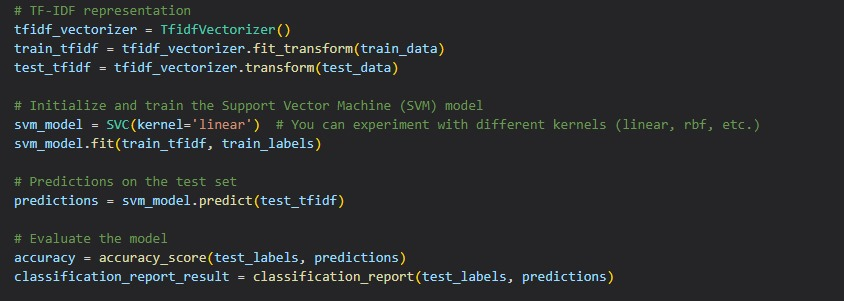 # TF-IDF representation
tfidf_vectorizer = TfidfVectorizer()
train_tfidf = tfidf_vectorizer.fit_transform(train_data)
test_tfidf = tfidf_vectorizer.transform(test_data)
# Initialize and train the Support Vector Machine (SVM) model
svm_model = SVC(kernel='linear')  # You can experiment with different kernels (linear, rbf, etc.)
svm_model.fit(train_tfidf, train_labels)
# Predictions on the test set
predictions = svm_model.predict(test_tfidf)
# Evaluate the model
accuracy = accuracy_score(test_labels, predictions)
classification_report_result = classification_report(test_labels, predictions)